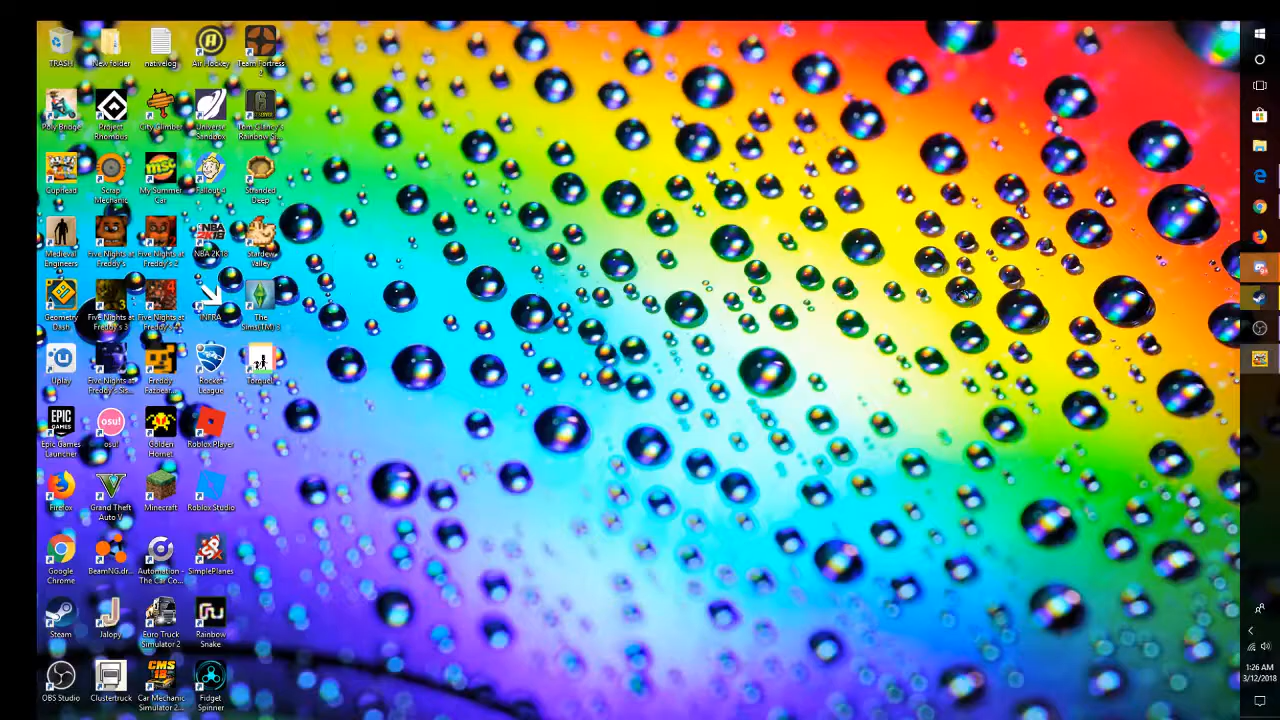 TRASH
New folder
nativelog
Air Hockey
Team Fortress
2
Poly Bridge
Project
Rhombus
City Climber
Universe
Sandbox
Tom Clancy's
Rainbow Si...
Cuphead
Scrap
Mechanic
My Summer
Car
Fallout 4
Stranded
Deep
Medieval
Engineers
Five Nights at
Freddy's
Five Nights at
Freddy's 2
NBA 2K18
Stardew
Valley
Geometry
Dash
Five Nights at
Freddy's 3
Five Nights at
INFRA
The
Sims(TM) 3
Uplay
Five Nights at
Freddy's Sis...
Freddy
Fazbear...
Rocket
League
Torque!
Epic Games
Launcher
osu!
Golden
Hornet
Roblox Player
Firefox
Grand Theft
Auto V
Minecraft
Roblox Studio
Google
Chrome
BeamNG.dr...
Automation -
The Car Co...
SimplePlanes
Steam
Jalopy
Euro Truck
Simulator 2
Rainbow
Snake
OBS Studio
Clustertruck
Car Mechanic
Simulator 2...
Fidget
Spinner
1:26 AM
3/12/2018